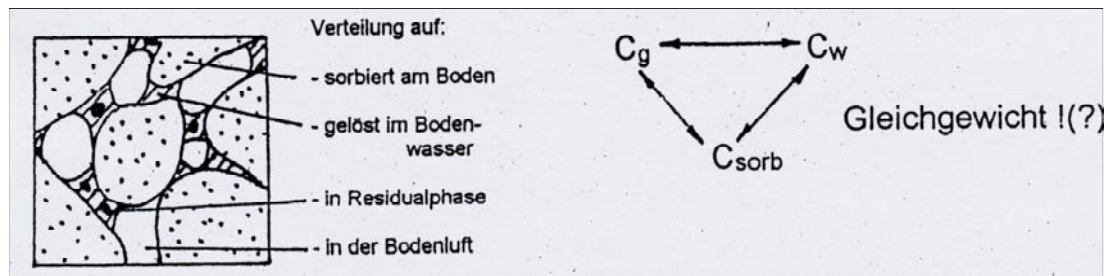 Verteilung auf:
- sorbiert am Boden
- gelöst im Boden-
wasser
- in Residualphase
- in der Bodenluft
Cg
Cw
Csorb
Gleichgewicht !(?)